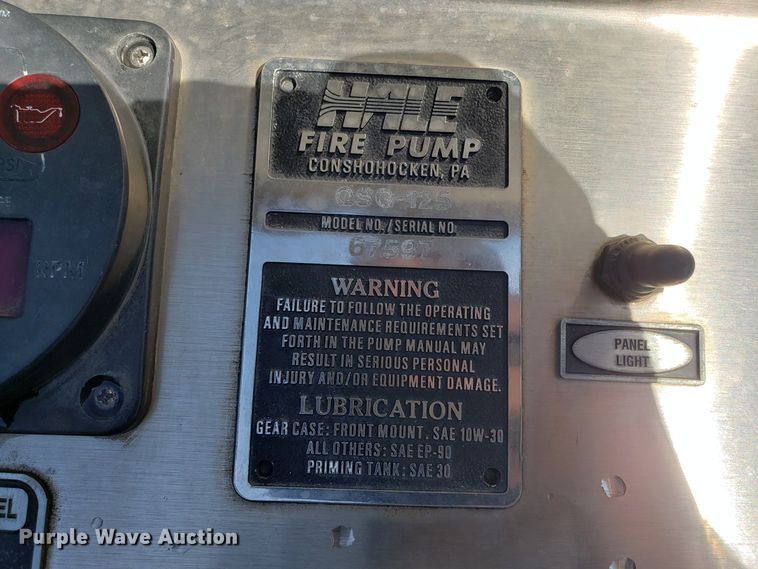 HALE
FIRE PUMP
CONSHOHOCKEN, PA
QSG-125
MODEL NO./SERIAL NO
67597
WARNING
FAILURE TO FOLLOW THE OPERATING
AND MAINTENANCE REQUIREMENTS SET
FORTH IN THE PUMP MANUAL MAY
RESULT IN SERIOUS PERSONAL
INJURY AND/OR EQUIPMENT DAMAGE.
LUBRICATION
GEAR CASE: FRONT MOUNT. SAE 10W-30
ALL OTHERS: SAE EP-90
PRIMING TANK: SAE 30
PSI
RPM
PANEL
LIGHT
Purple Wave Auction